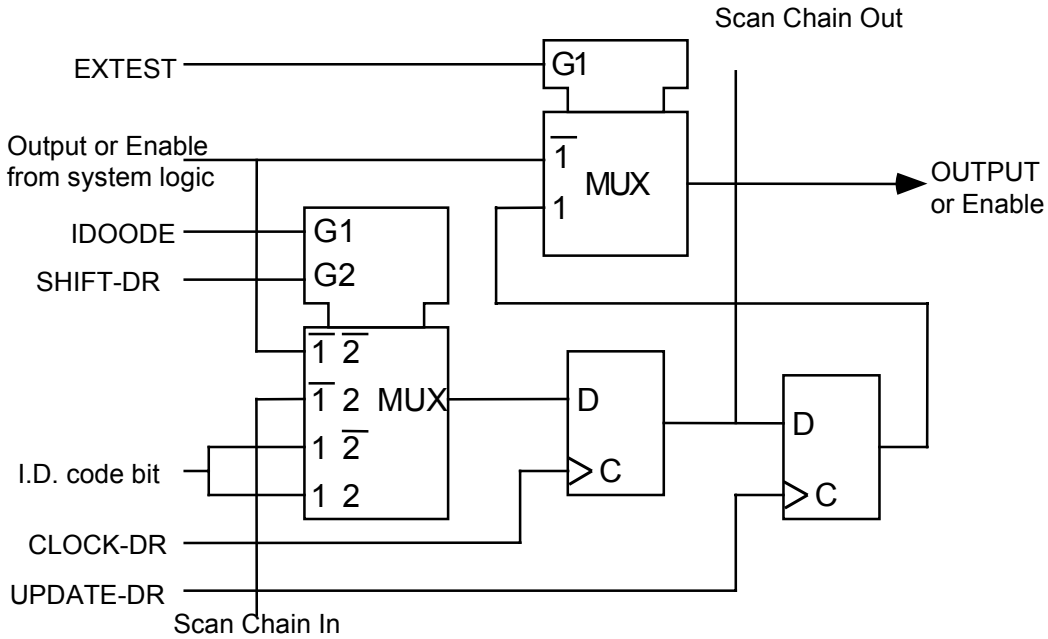 Scan Chain Out
EXTEST
G1
Output or Enable
from system logic
1̅
MUX
1
OUTPUT
or Enable
IDOODE
G1
SHIFT-DR
G2
1̅ 2̅
1̅ 2
MUX
1 2̅
1 2
D
C
D
C
I.D. code bit
CLOCK-DR
UPDATE-DR
Scan Chain In